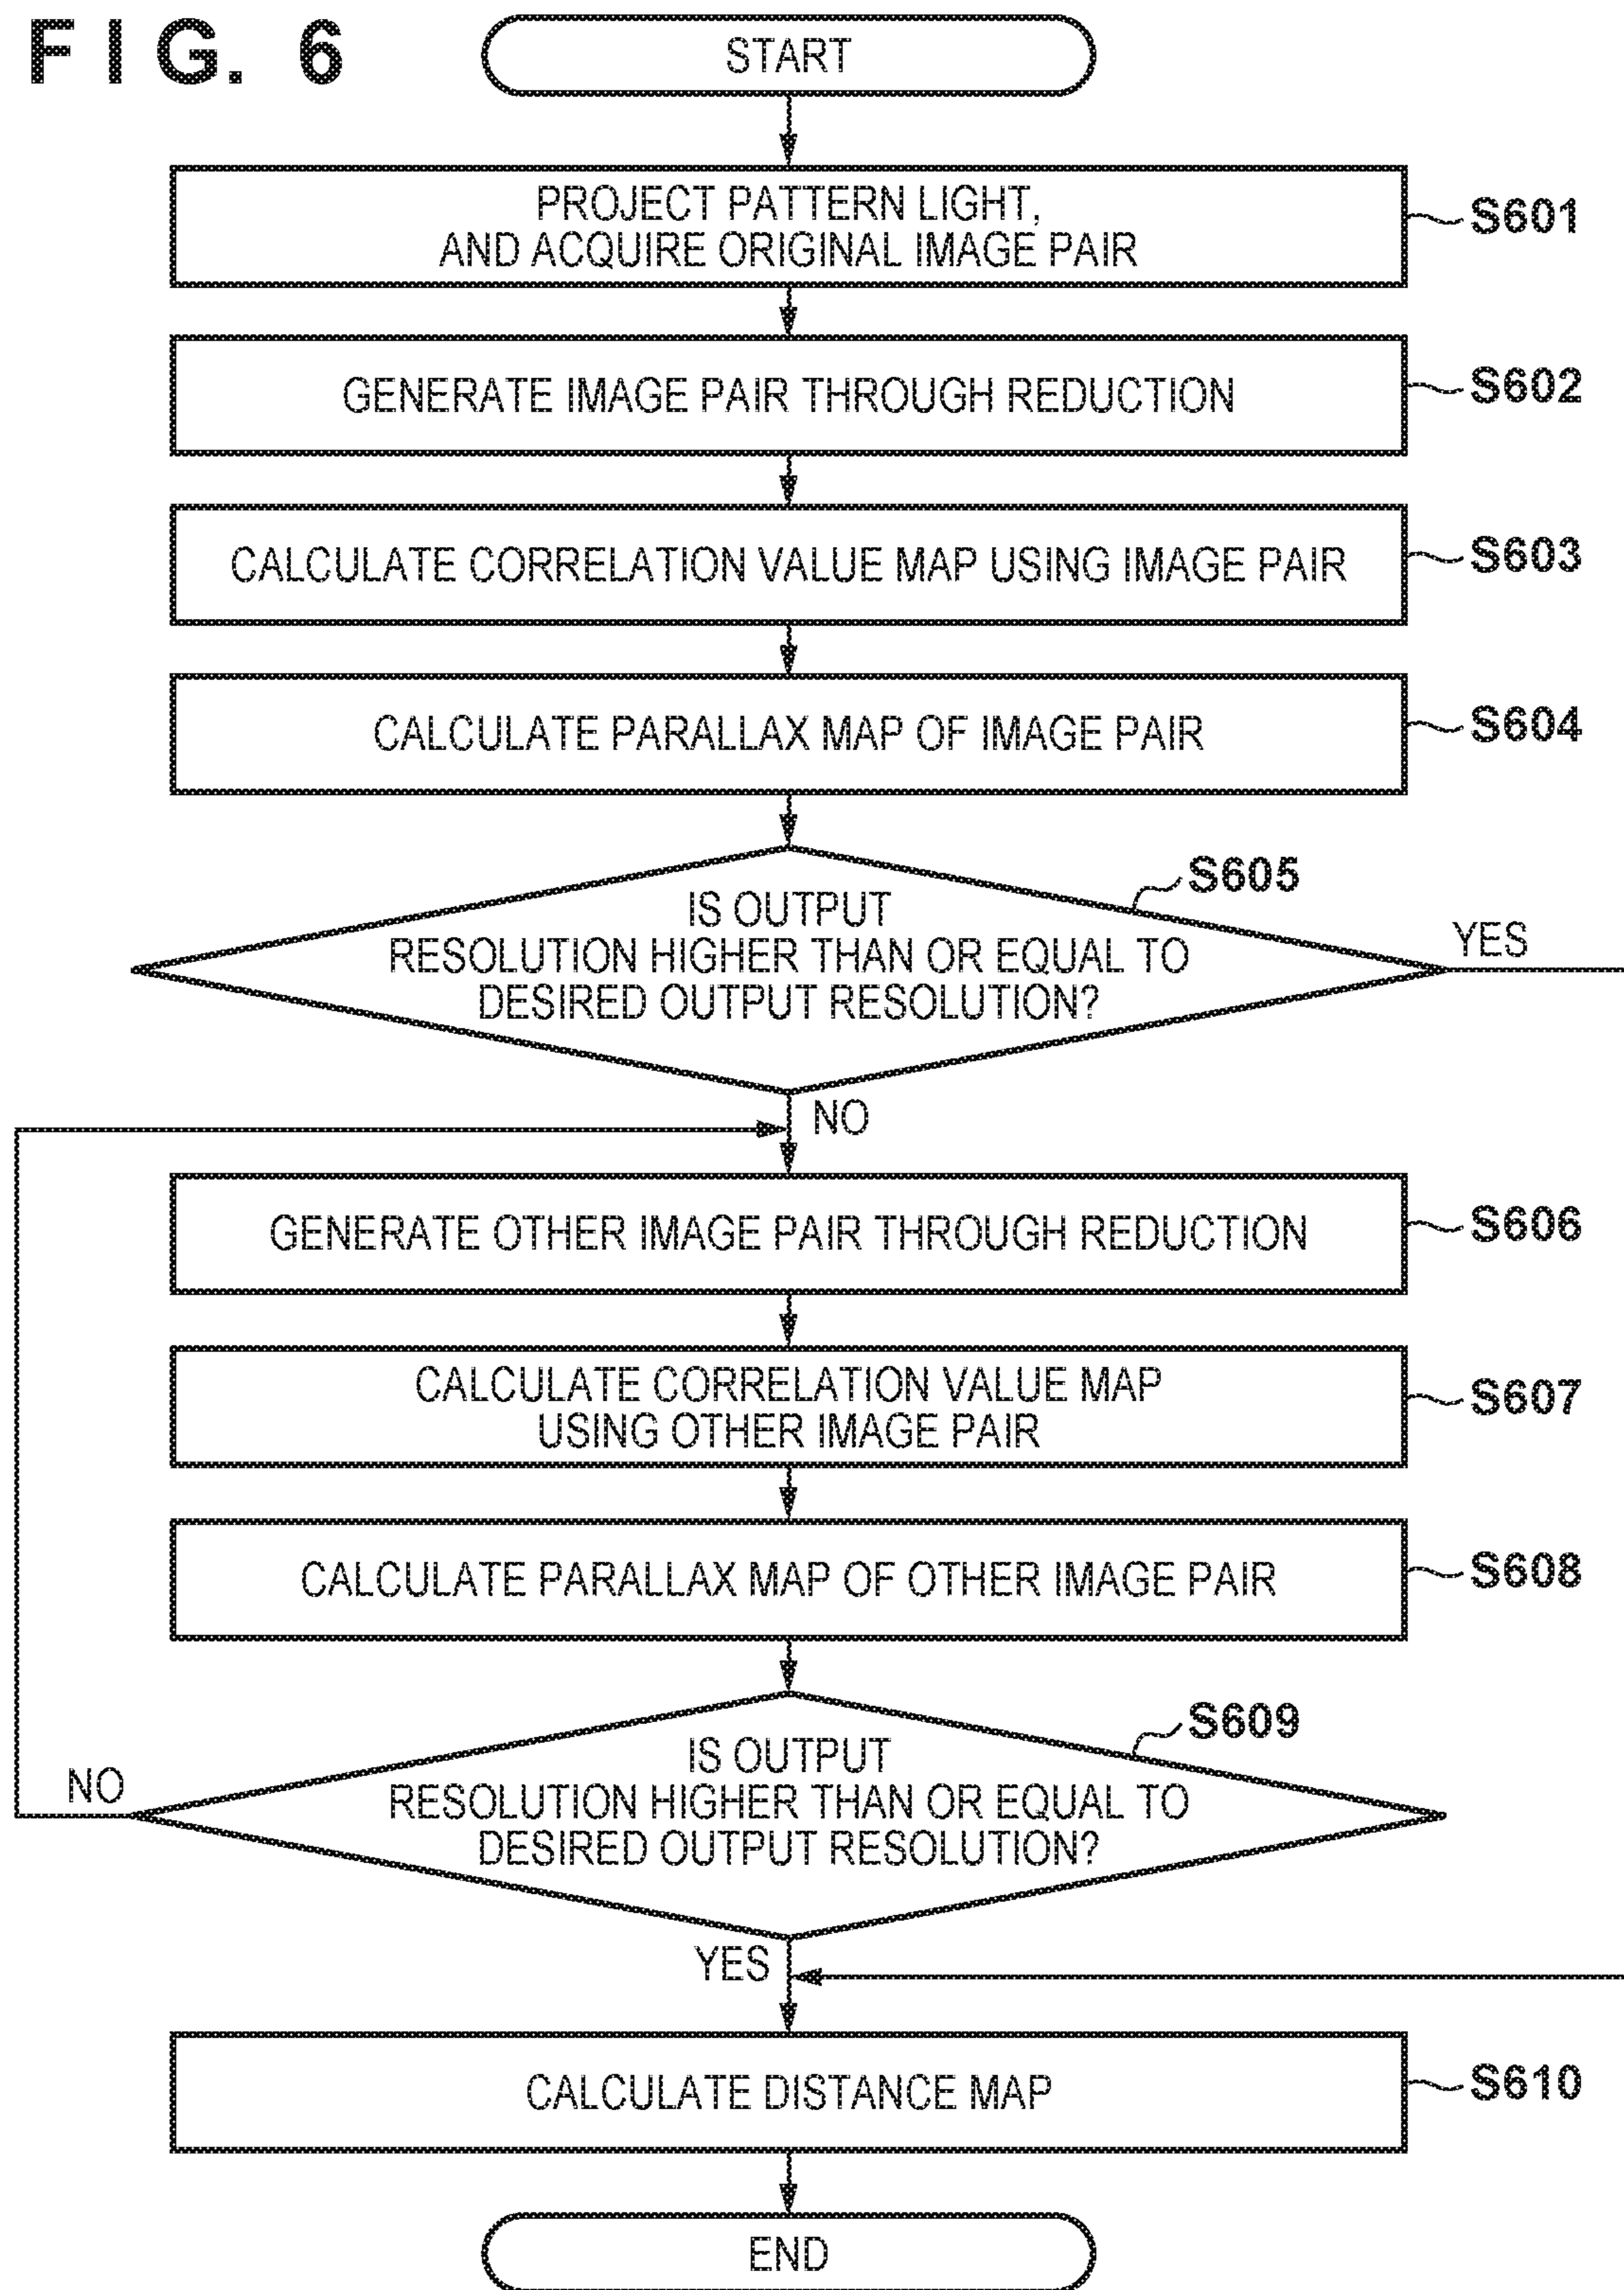 FIG. 6
START
PROJECT PATTERN LIGHT,
AND ACQUIRE ORIGINAL IMAGE PAIR
S601
GENERATE IMAGE PAIR THROUGH REDUCTION
S602
CALCULATE CORRELATION VALUE MAP USING IMAGE PAIR
S603
CALCULATE PARALLAX MAP OF IMAGE PAIR
S604
S605
IS OUTPUT
RESOLUTION HIGHER THAN OR EQUAL TO
DESIRED OUTPUT RESOLUTION?
YES
NO
GENERATE OTHER IMAGE PAIR THROUGH REDUCTION
S606
CALCULATE CORRELATION VALUE MAP
USING OTHER IMAGE PAIR
S607
CALCULATE PARALLAX MAP OF OTHER IMAGE PAIR
S608
S609
IS OUTPUT
RESOLUTION HIGHER THAN OR EQUAL TO
DESIRED OUTPUT RESOLUTION?
NO
YES
CALCULATE DISTANCE MAP
S610
END